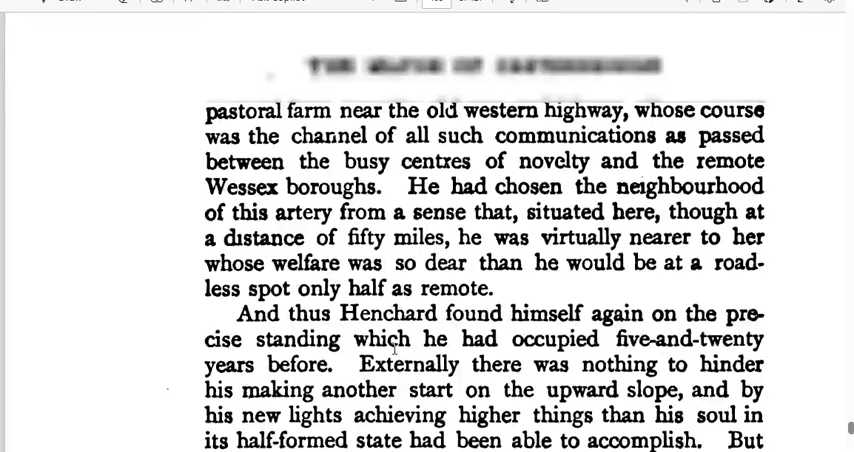 pastoral farm near the old western highway, whose course
was the channel of all such communications as passed
between the busy centres of novelty and the remote
Wessex boroughs. He had chosen the neighbourhood
of this artery from a sense that, situated here, though at
a distance of fifty miles, he was virtually nearer to her
whose welfare was so dear than he would be at a road-
less spot only half as remote.
And thus Henchard found himself again on the pre-
cise standing which he had occupied five-and-twenty
years before. Externally there was nothing to hinder
his making another start on the upward slope, and by
his new lights achieving higher things than his soul in
its half-formed state had been able to accomplish. But